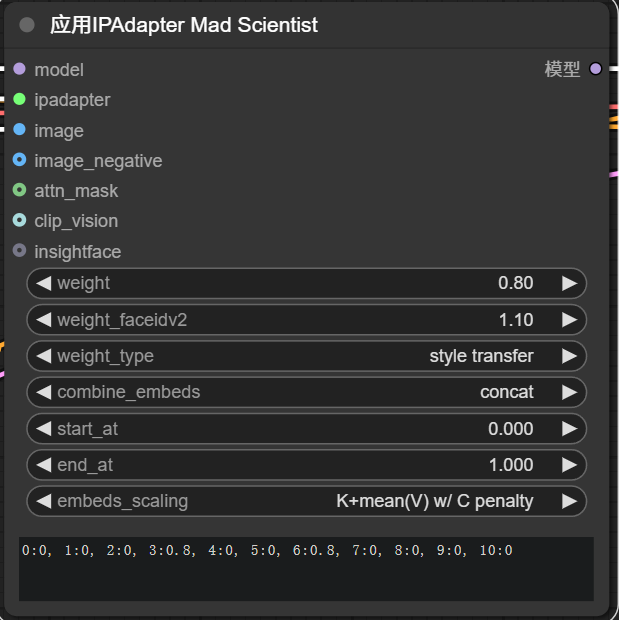 应用IPAdapter Mad Scientist
model 模型
ipadapter
image
image_negative
attn_mask
clip_vision
insightface
weight 0.80
weight_faceidv2 1.10
weight_type style transfer
combine_embeds concat
start_at 0.000
end_at 1.000
embeds_scaling K+mean(V) w/ C penalty
0:0, 1:0, 2:0, 3:0.8, 4:0, 5:0, 6:0.8, 7:0, 8:0, 9:0, 10:0